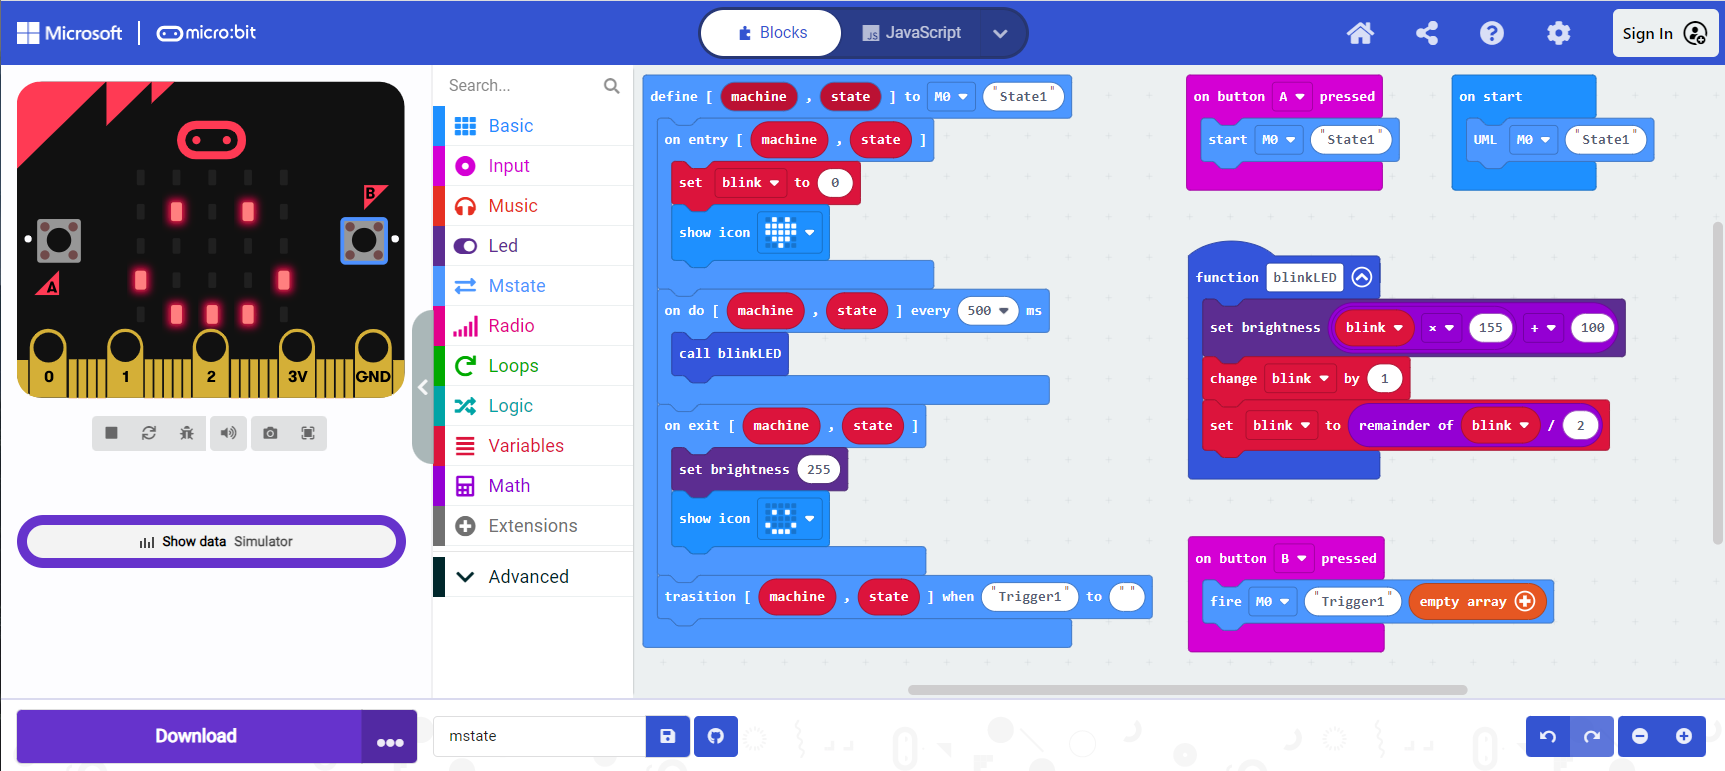 Microsoft micro:bit Blocks JavaScript Sign In
B
A
0 1 2 3V GND
Show data Simulator
Search...
Basic
Input
Music
Led
Mstate
Radio
Loops
Logic
Variables
Math
Extensions
Advanced
define [ machine , state ] to M0 "State1"
on entry [ machine , state ]
set blink to 0
show icon
on do [ machine , state ] every 500 ms
call blinkLED
on exit [ machine , state ]
set brightness 255
show icon
trasition [ machine , state ] when "Trigger1" to " "
on button A pressed
start M0 "State1"
on start
UML M0 "State1"
function blinkLED
set brightness blink × 155 + 100
change blink by 1
set blink to remainder of blink / 2
on button B pressed
fire M0 "Trigger1" empty array
Download ... mstate